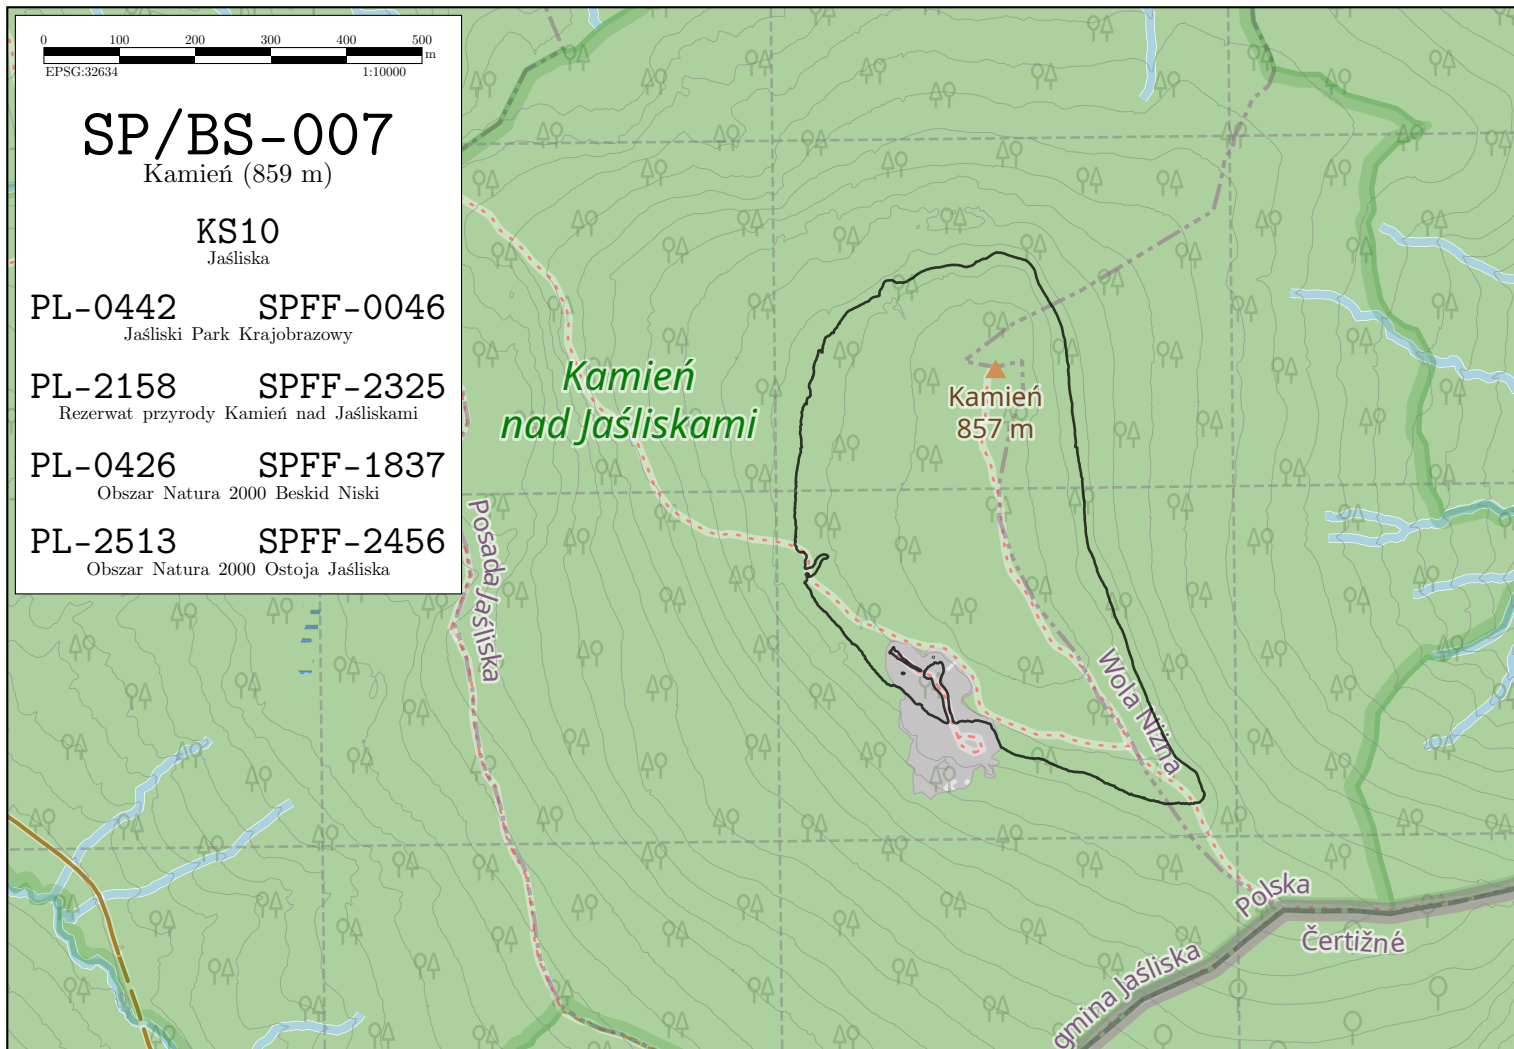 0 100 200 300 400 500
m
EPSG:32634 1:10000
SP/BS-007
Kamień (859 m)
KS10
Jaśliska
PL-0442 SPFF-0046
Jaśliski Park Krajobrazowy
PL-2158 SPFF-2325
Rezerwat przyrody Kamień nad Jaśliskami
PL-0426 SPFF-1837
Obszar Natura 2000 Beskid Niski
PL-2513 SPFF-2456
Obszar Natura 2000 Ostoja Jaśliska
Kamień
nad Jaśliskami
Kamień
857 m
Posada Jaśliska
Wola Niżna
Polska
Čertižné
gmina Jaśliska